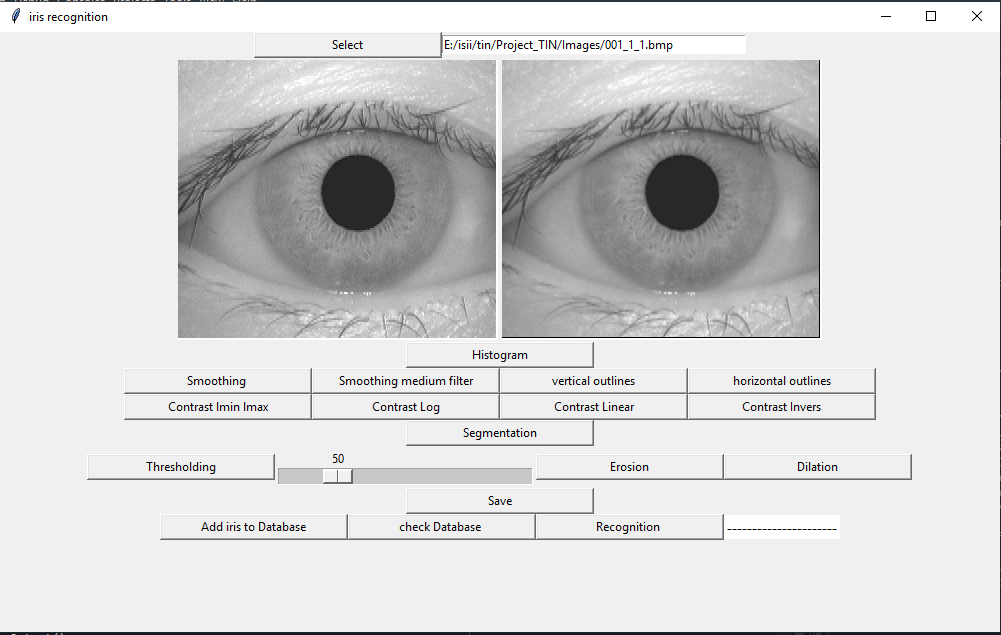 iris recognition
Select E:/isii/tin/Project_TIN/Images/001_1_1.bmp
Histogram
Smoothing Smoothing medium filter vertical outlines horizontal outlines
Contrast Imin Imax Contrast Log Contrast Linear Contrast Invers
Segmentation
50
Thresholding Erosion Dilation
Save
Add iris to Database check Database Recognition ----------------------